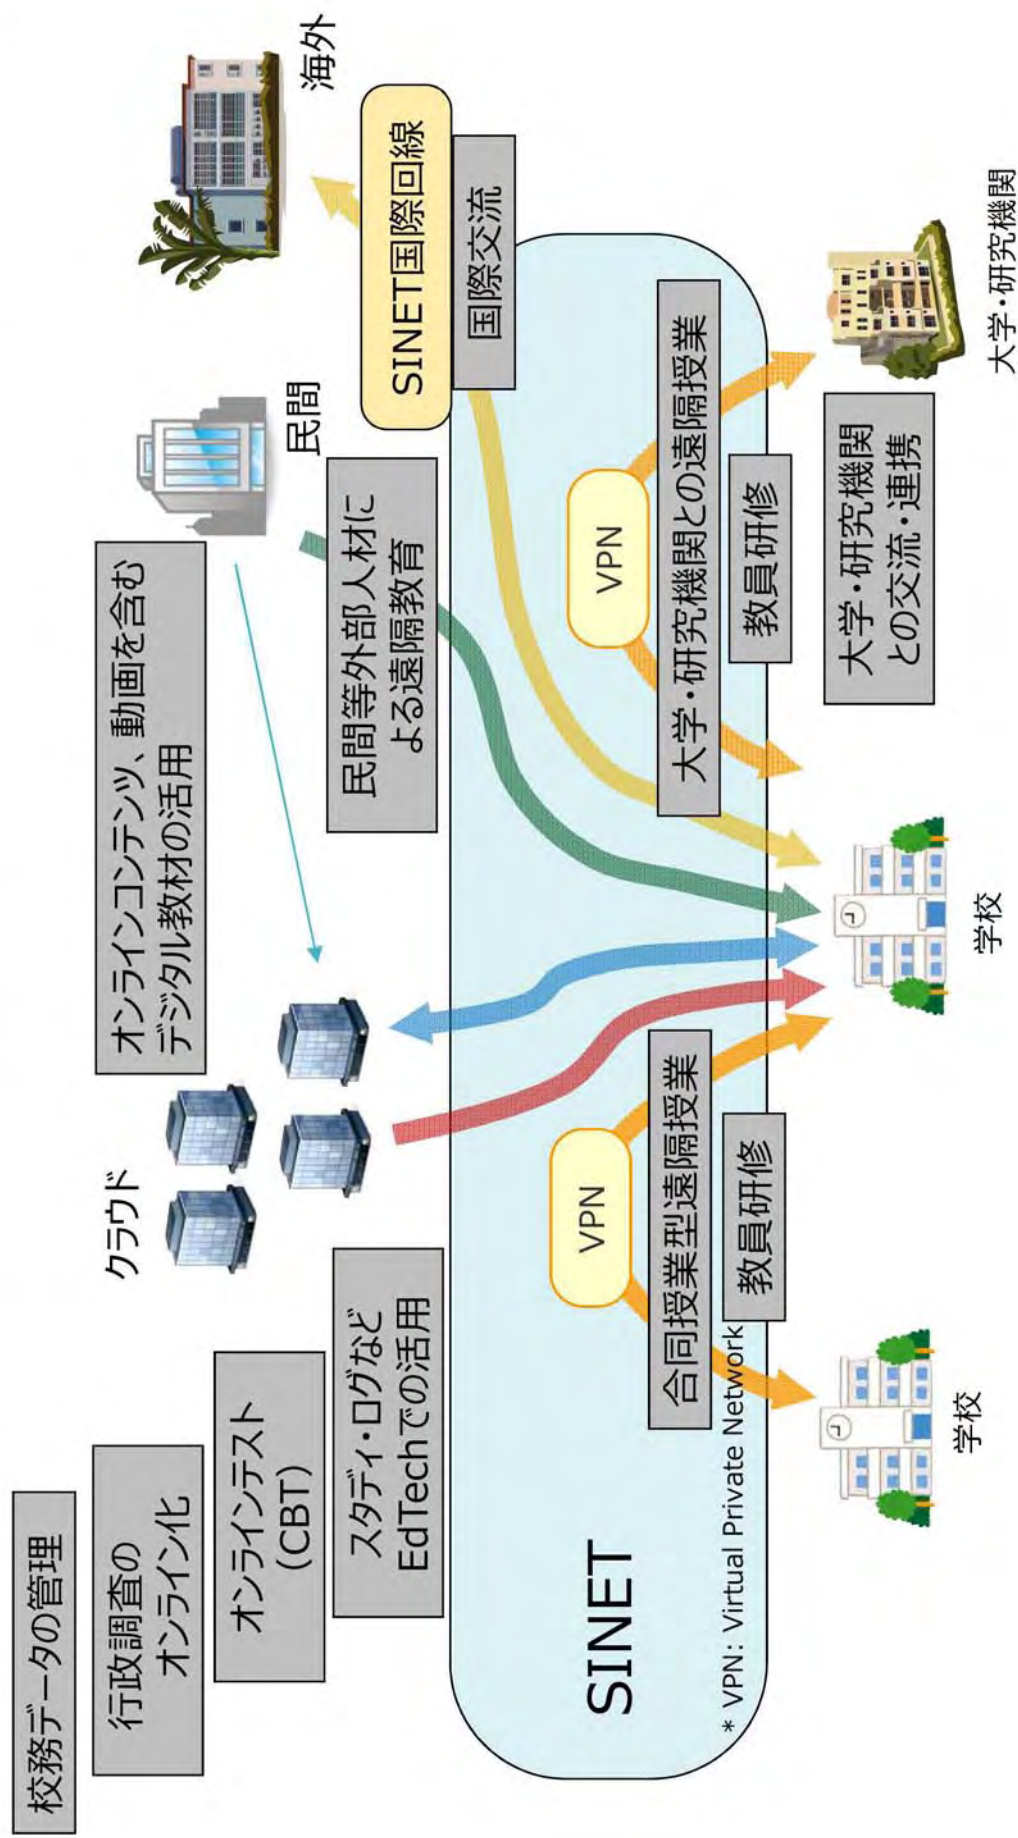 校務データの管理
行政調査の
オンライン化
オンラインテスト
(CBT)
スタディ・ログなど
EdTechでの活用
クラウド
オンラインコンテンツ、動画を含む
デジタル教材の活用
民間
民間等外部人材に
よる遠隔教育
海外
SINET国際回線
国際交流
SINET
VPN
合同授業型遠隔授業
教員研修
VPN
大学・研究機関との遠隔授業
教員研修
* VPN: Virtual Private Network
学校
学校
大学・研究機関
との交流・連携
大学・研究機関